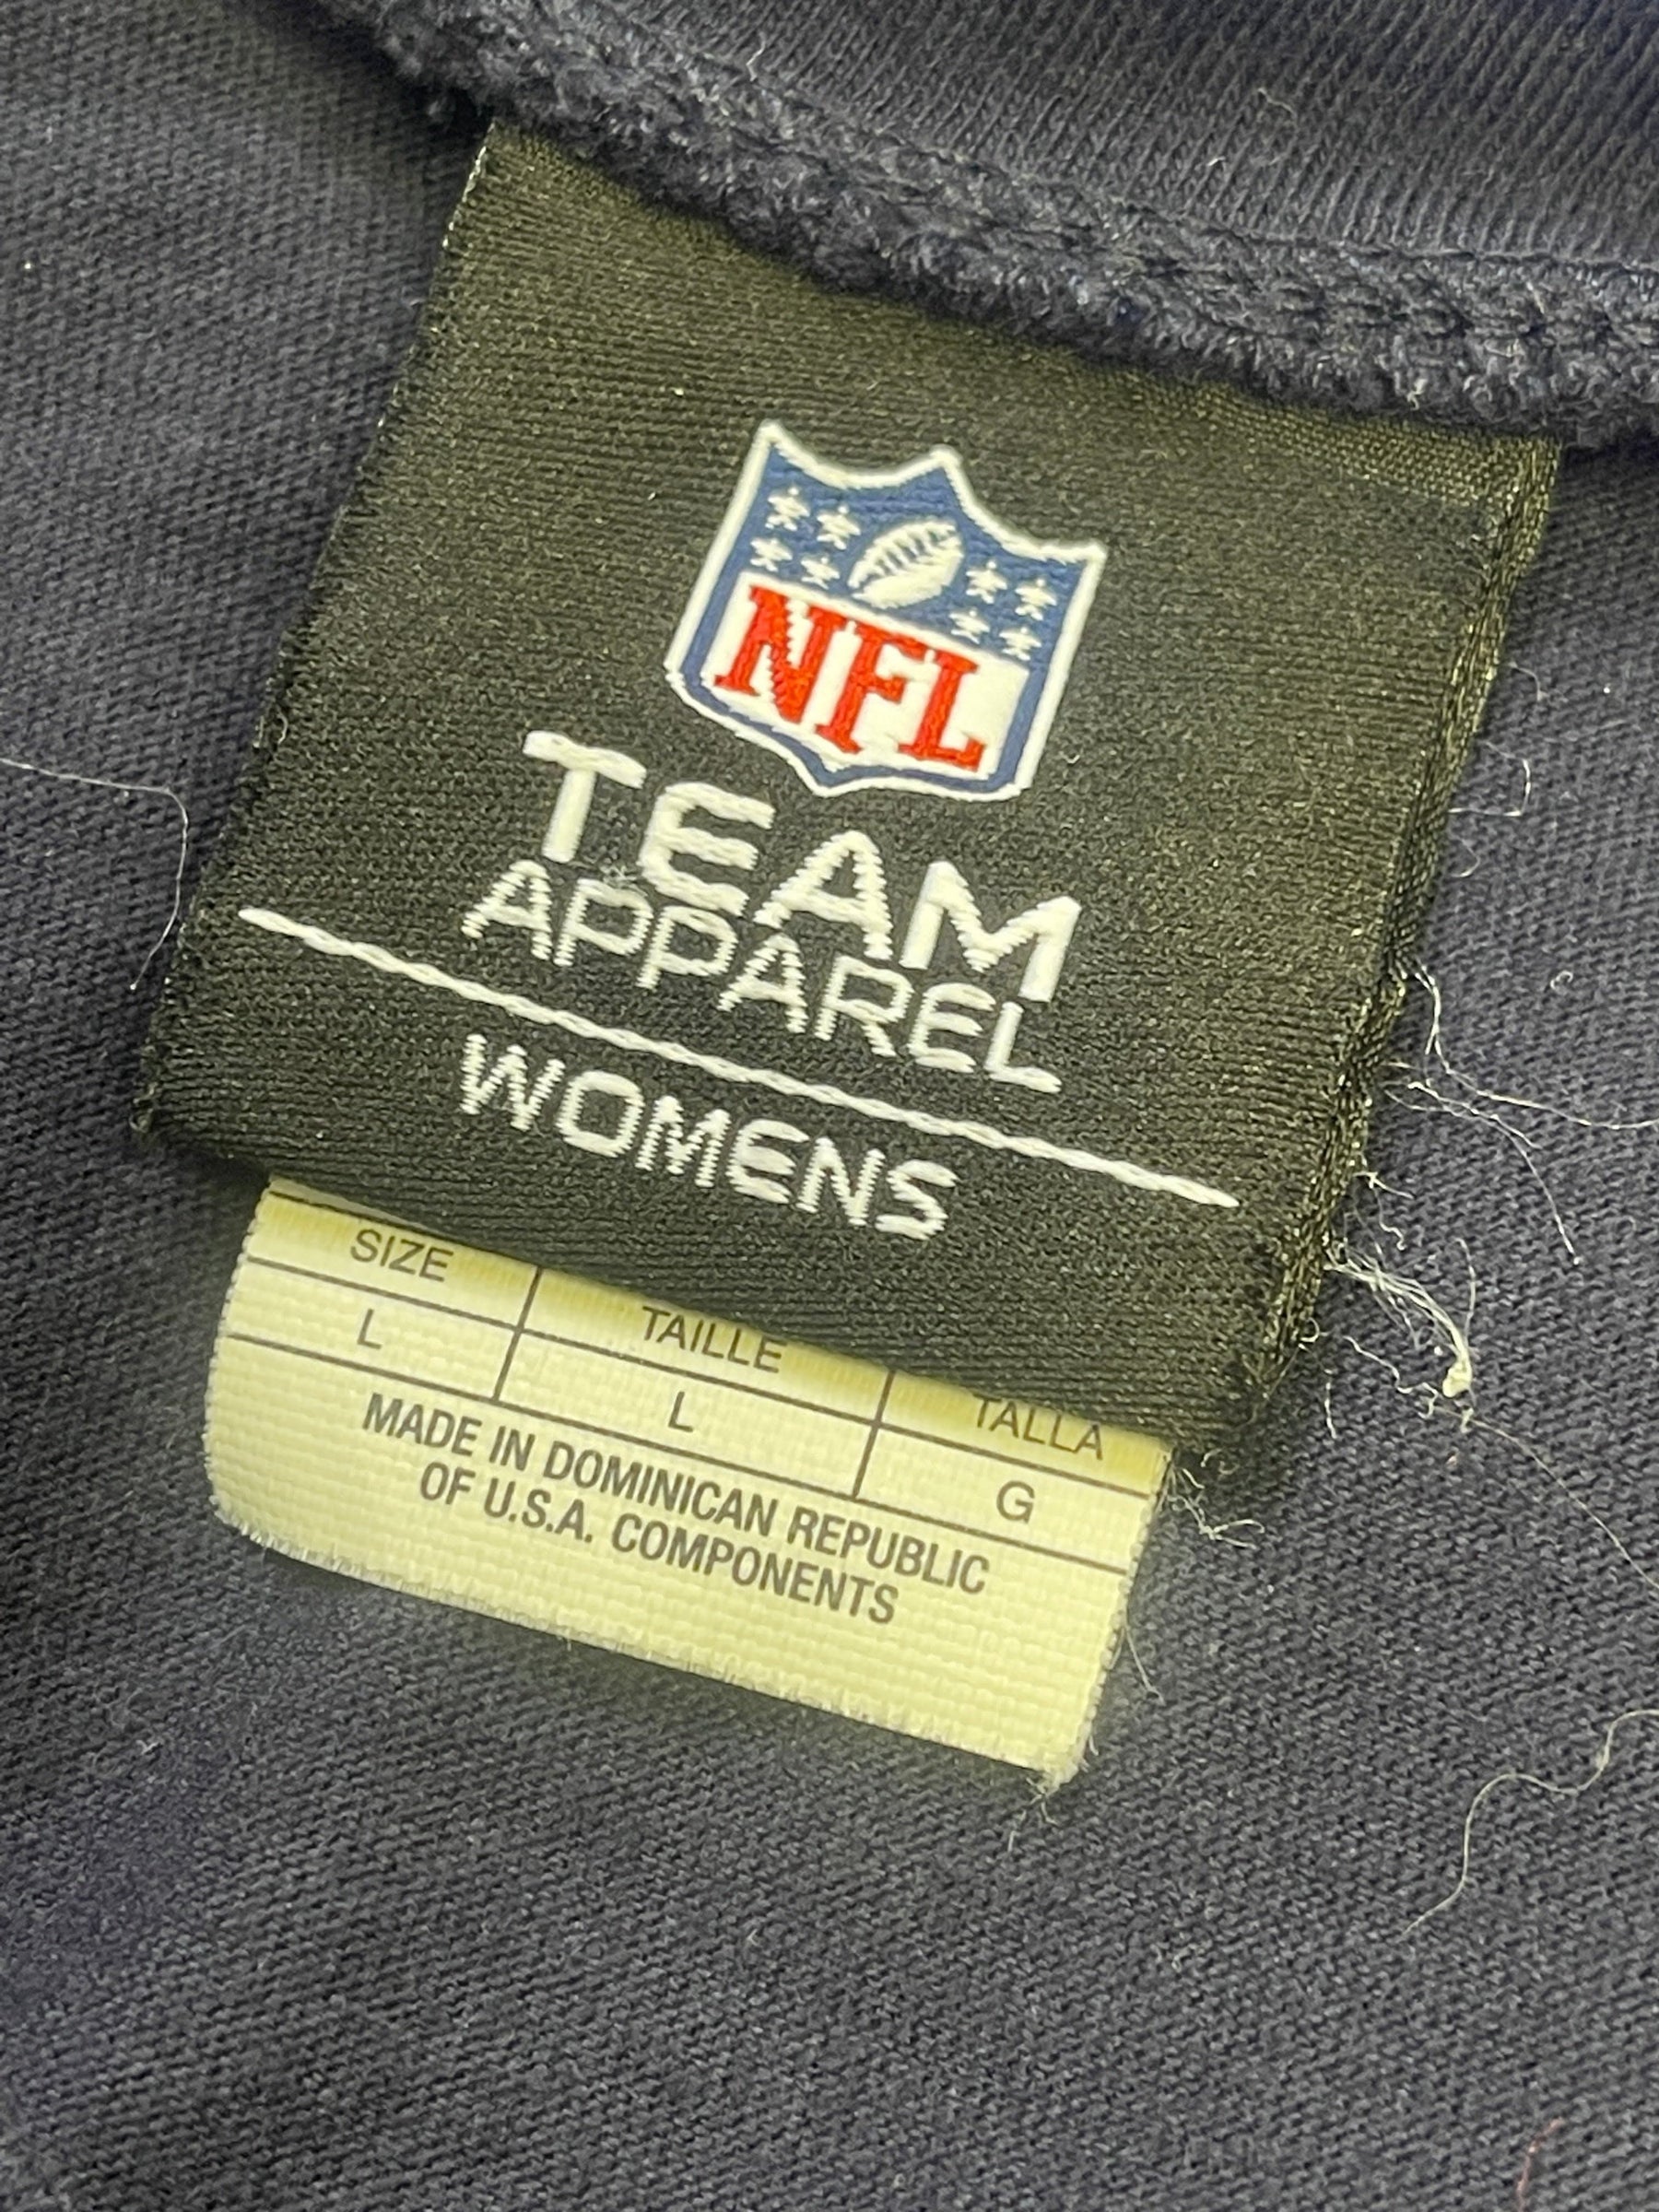 NFL
TEAM
APPAREL
WOMENS
SIZE TAILLE TALLA
L L G
MADE IN DOMINICAN REPUBLIC
OF U.S.A. COMPONENTS